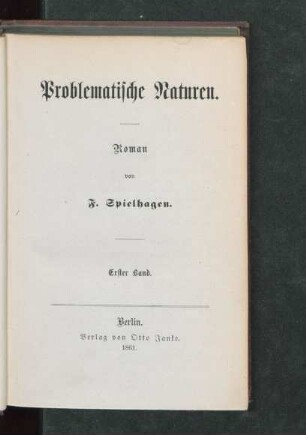 Problematische Naturen.
Roman
von
F. Spielhagen.
Erster Band.
Berlin,
Verlag von Otto Janke.
1861.